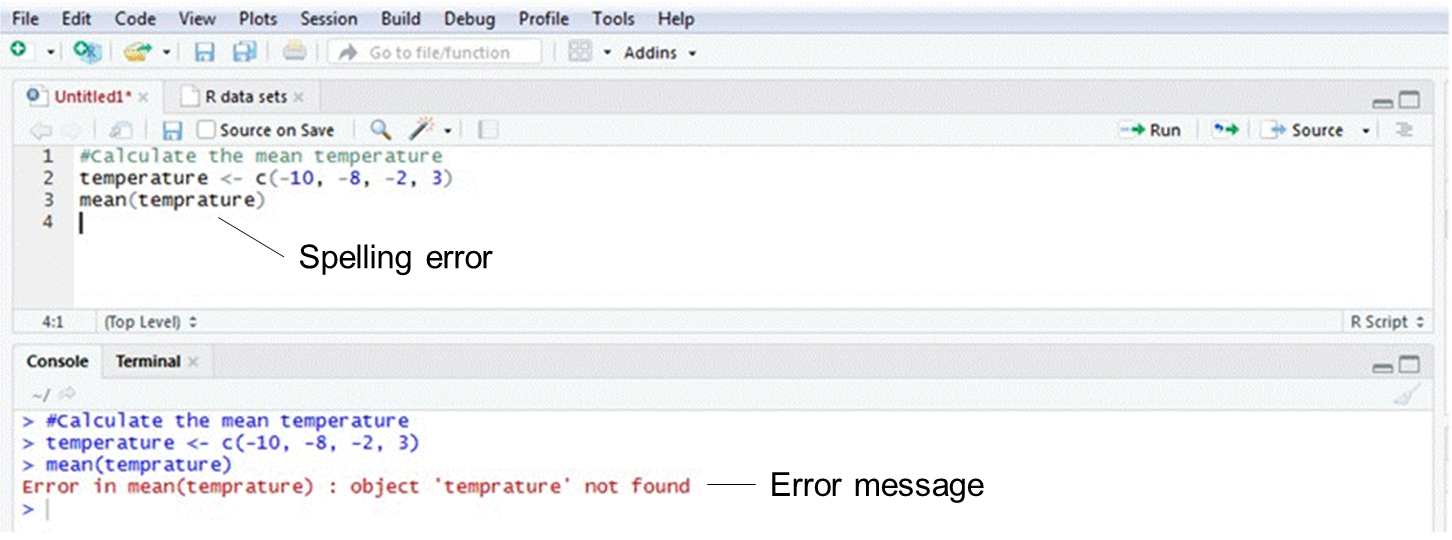 File Edit Code View Plots Session Build Debug Profile Tools Help
Go to file/function Addins
Untitled1* × R data sets ×
Source on Save Run Source
1 #Calculate the mean temperature
2 temperature <- c(-10, -8, -2, 3)
3 mean(temprature)
4
Spelling error
4:1 (Top Level) R Script
Console Terminal ×
~/
> #Calculate the mean temperature
> temperature <- c(-10, -8, -2, 3)
> mean(temprature)
Error in mean(temprature) : object 'temprature' not found
Error message
>